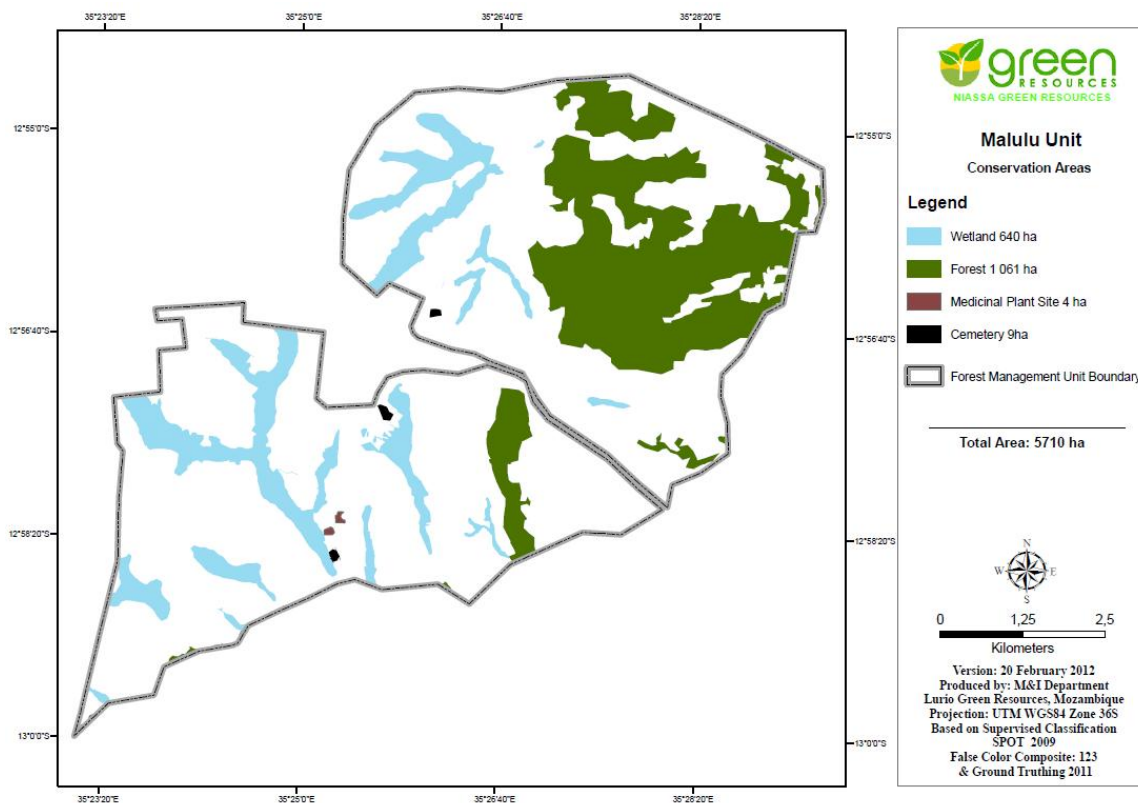 35°23'20"E
35°25'0"E
35°26'40"E
35°28'20"E
12°55'0"S
12°56'40"S
12°58'20"S
13°0'0"S
12°55'0"S
12°56'40"S
12°58'20"S
13°0'0"S
35°23'20"E
35°25'0"E
35°26'40"E
35°28'20"E
green
RESOURCES
NIASSA GREEN RESOURCES
Malulu Unit
Conservation Areas
Legend
Wetland 640 ha
Forest 1 061 ha
Medicinal Plant Site 4 ha
Cemetery 9ha
Forest Management Unit Boundary
Total Area: 5710 ha
N
W E
S
0 1,25 2,5
Kilometers
Version: 20 February 2012
Produced by: M&I Department
Lurio Green Resources, Mozambique
Projection: UTM WGS84 Zone 36S
Based on Supervised Classification
SPOT 2009
False Color Composite: 123
& Ground Truthing 2011